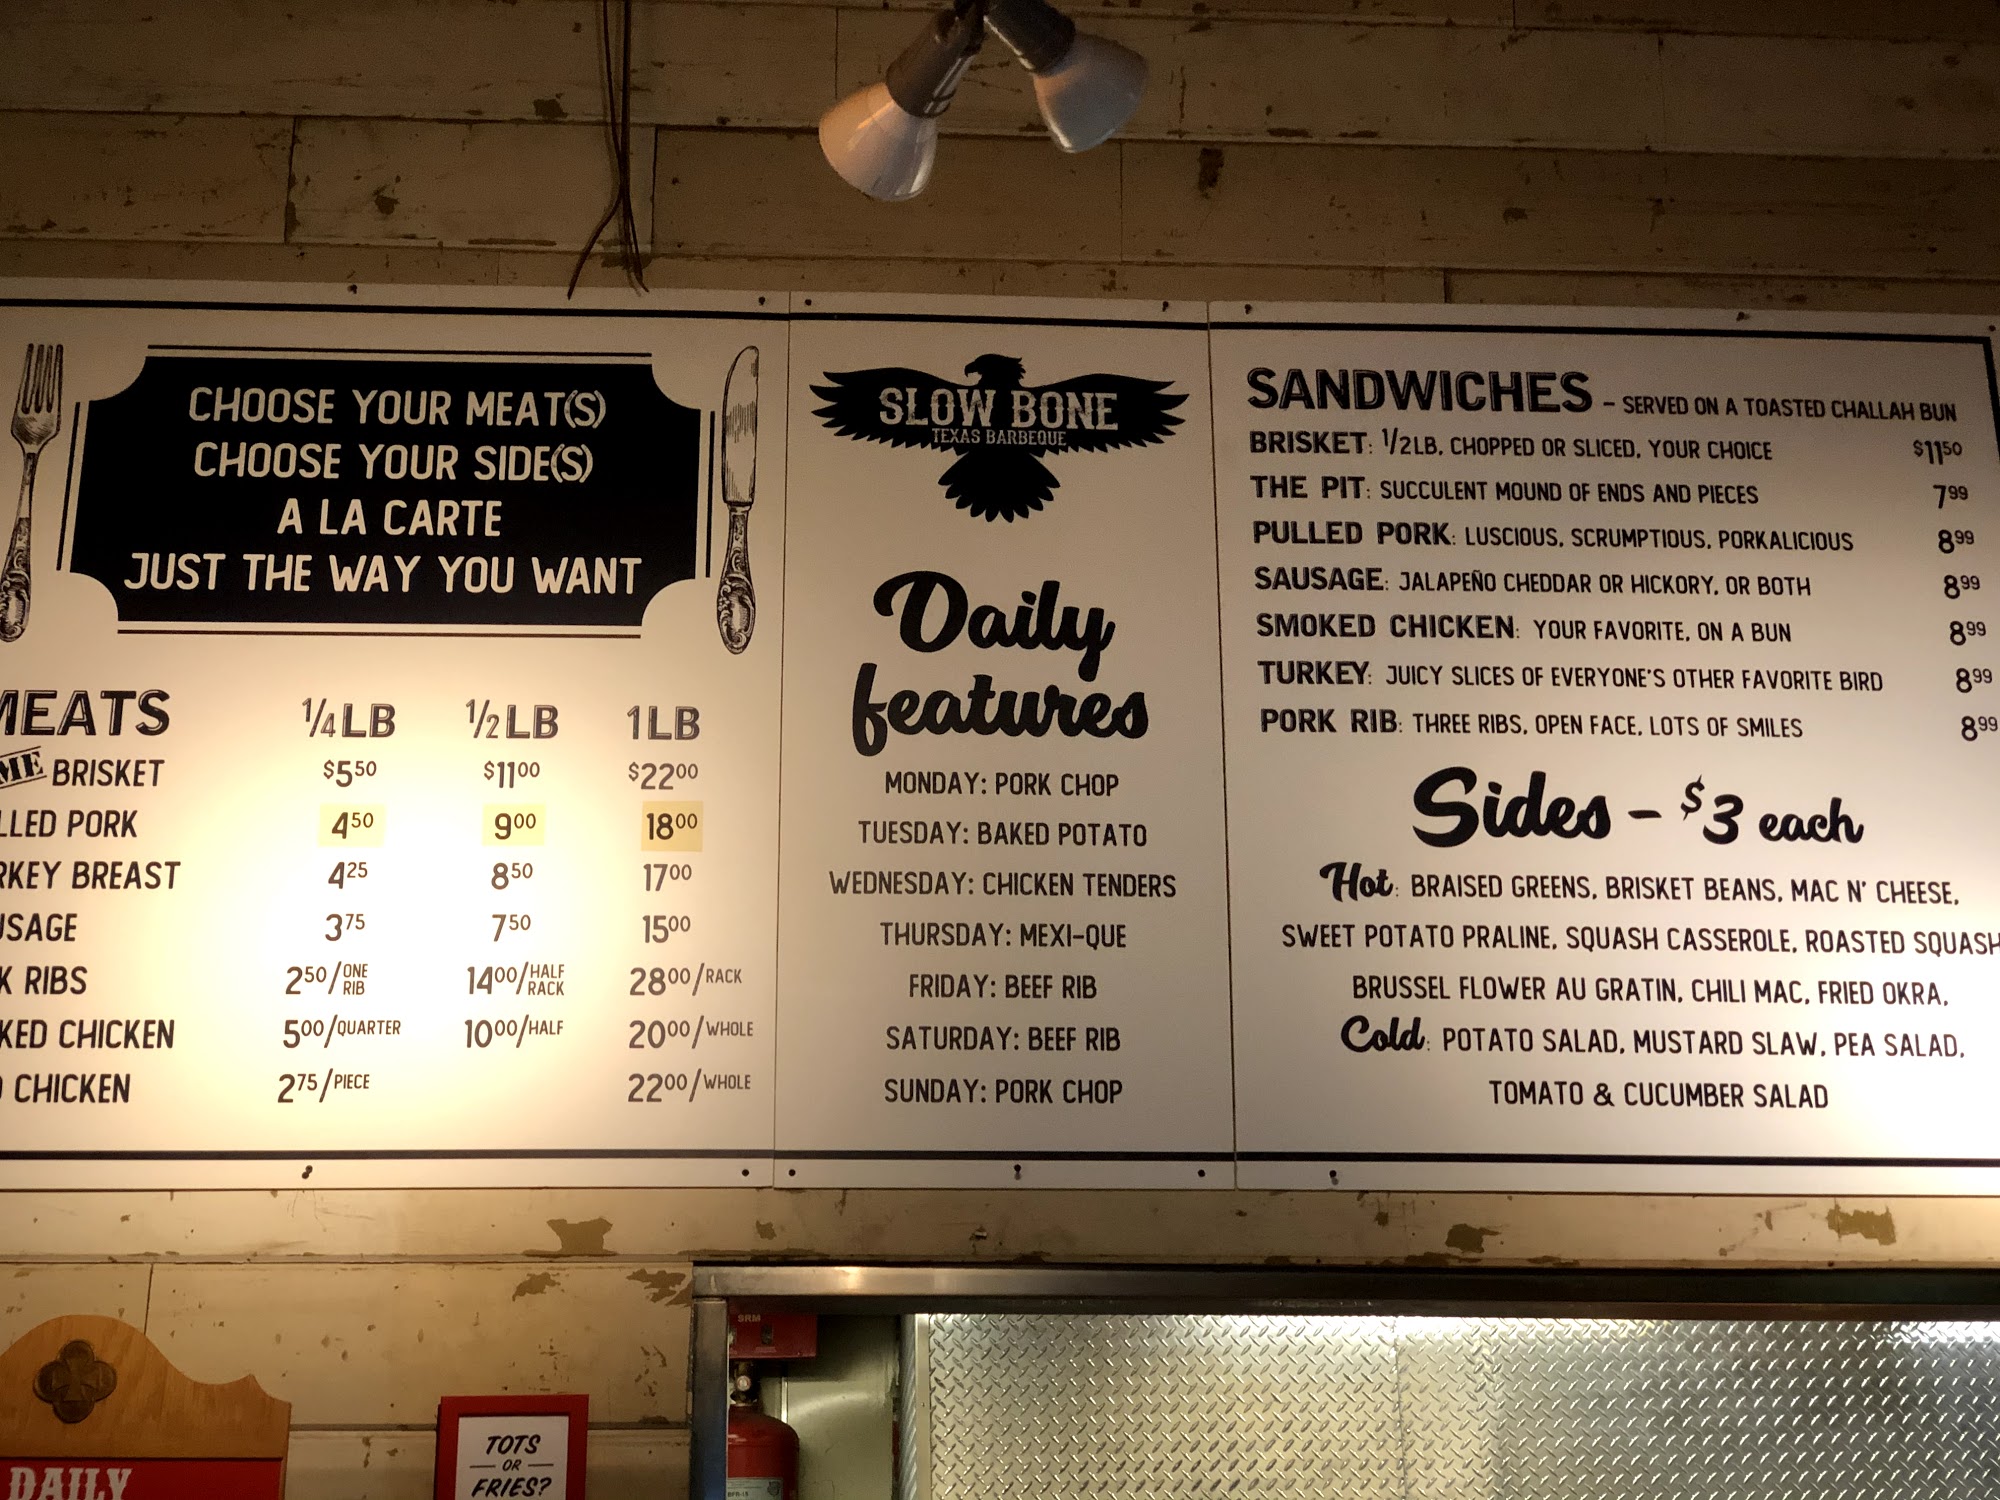 CHOOSE YOUR MEAT(S)
CHOOSE YOUR SIDE(S)
A LA CARTE
JUST THE WAY YOU WANT
MEATS 1/4 LB 1/2 LB 1 LB
BRISKET $550 $1100 $2200
LLED PORK 450 900 1800
RKEY BREAST 425 850 1700
USAGE 375 750 1500
K RIBS 250/ONE RIB 1400/HALF RACK 2800/RACK
KED CHICKEN 500/QUARTER 1000/HALF 2000/WHOLE
CHICKEN 275/PIECE 2200/WHOLE
SLOW BONE
TEXAS BARBEQUE
Daily
features
MONDAY: PORK CHOP
TUESDAY: BAKED POTATO
WEDNESDAY: CHICKEN TENDERS
THURSDAY: MEXI-QUE
FRIDAY: BEEF RIB
SATURDAY: BEEF RIB
SUNDAY: PORK CHOP
SANDWICHES - SERVED ON A TOASTED CHALLAH BUN
BRISKET: 1/2LB, CHOPPED OR SLICED, YOUR CHOICE $1150
THE PIT: SUCCULENT MOUND OF ENDS AND PIECES 799
PULLED PORK: LUSCIOUS, SCRUMPTIOUS, PORKALICIOUS 899
SAUSAGE: JALAPEÑO CHEDDAR OR HICKORY, OR BOTH 899
SMOKED CHICKEN: YOUR FAVORITE, ON A BUN 899
TURKEY: JUICY SLICES OF EVERYONE'S OTHER FAVORITE BIRD 899
PORK RIB: THREE RIBS, OPEN FACE, LOTS OF SMILES 899
Sides - $3 each
Hot: BRAISED GREENS, BRISKET BEANS, MAC N' CHEESE,
SWEET POTATO PRALINE, SQUASH CASSEROLE, ROASTED SQUASH
BRUSSEL FLOWER AU GRATIN, CHILI MAC, FRIED OKRA,
Cold: POTATO SALAD, MUSTARD SLAW, PEA SALAD,
TOMATO & CUCUMBER SALAD
SRM
TOTS
OR
FRIES?
DAILY